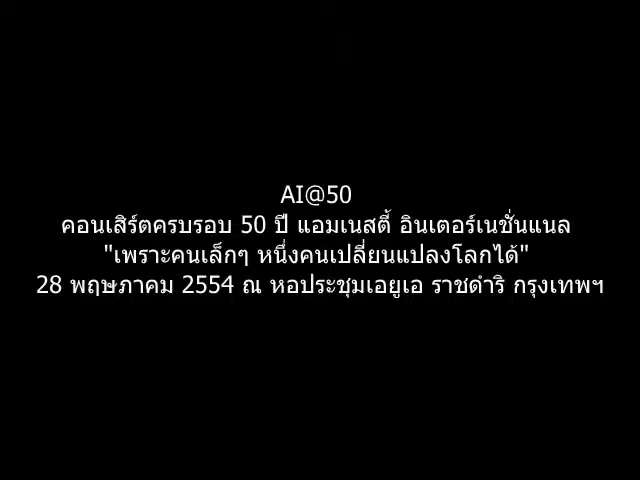 AI@50
คอนเสิร์ตครบรอบ 50 ปี แอมเนสตี้ อินเตอร์เนชั่นแนล
"เพราะคนเล็กๆ หนึ่งคนเปลี่ยนแปลงโลกได้"
28 พฤษภาคม 2554 ณ หอประชุมเอยูเอ ราชดำริ กรุงเทพฯ